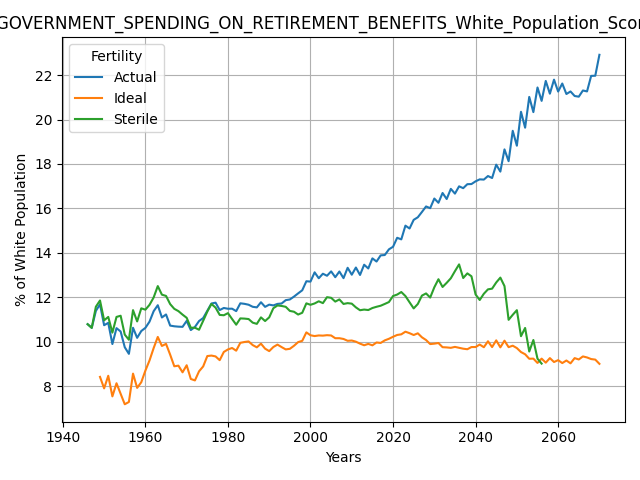 GOVERNMENT_SPENDING_ON_RETIREMENT_BENEFITS_White_Population_Scor
Fertility
Actual
Ideal
Sterile
% of White Population
22
20
18
16
14
12
10
8
1940 1960 1980 2000 2020 2040 2060
Years